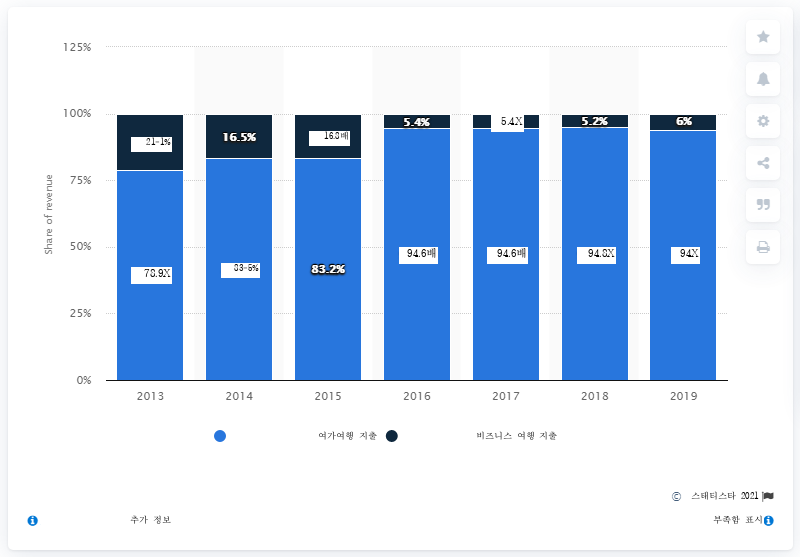 125%
100%
75%
50%
25%
0%
Share of revenue
21-1%
16.5%
16.8배
5.4%
5.4X
5.2%
6%
78.9X
83-5%
83.2%
94.6배
94.6배
94.8X
94X
2013 2014 2015 2016 2017 2018 2019
여가여행 지출 비즈니스 여행 지출
© 스태티스타 2021
추가 정보 부족함 표시